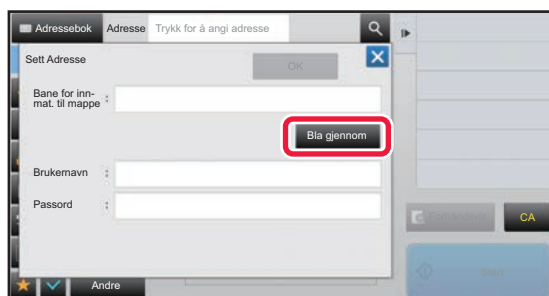 Adressebok Adresse Trykk for å angi adresse
Sett Adresse OK
Bane for inn-
mat. til mappe :
Bla gjennom
Brukernavn :
Passord :
CA
Start
Andre